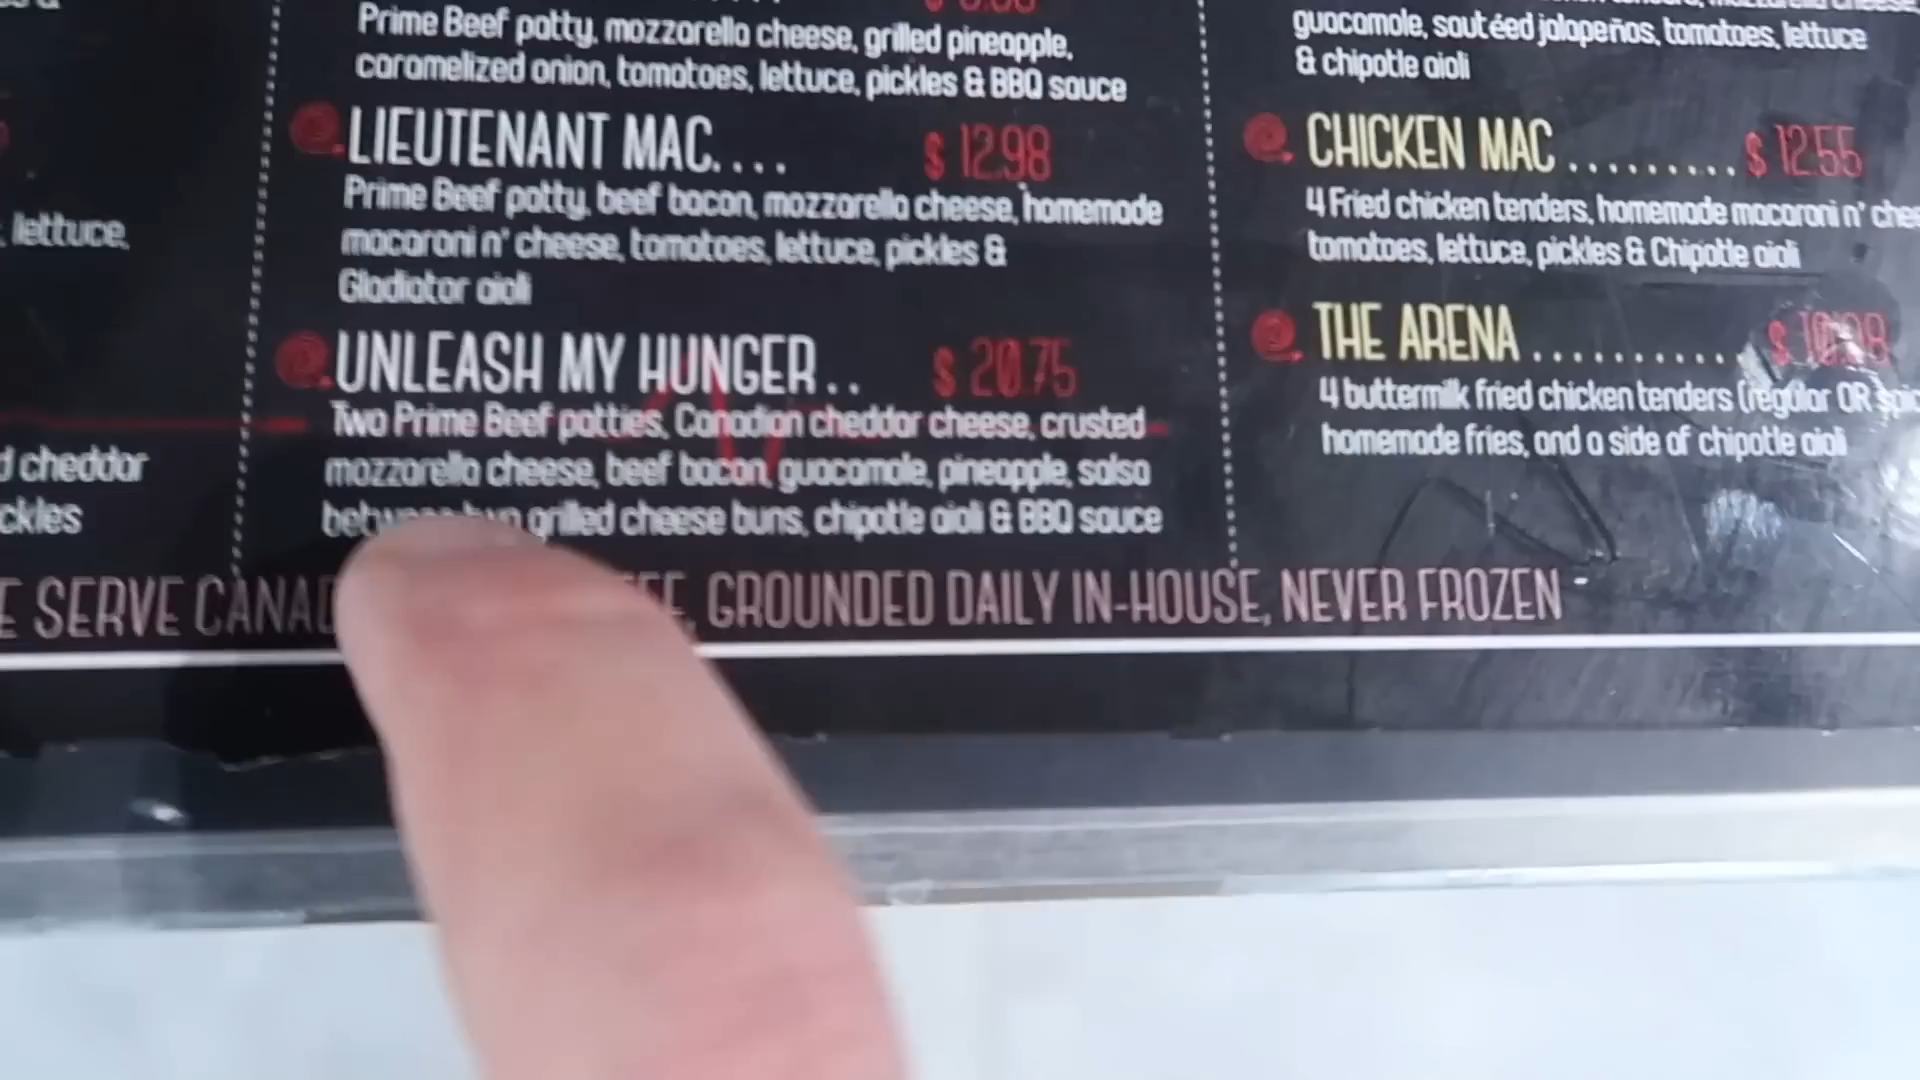 Prime Beef patty, mozzarella cheese, grilled pineapple,
caramelized onion, tomatoes, lettuce, pickles & BBQ sauce
LIEUTENANT MAC.... $ 12.98
Prime Beef patty, beef bacon, mozzarella cheese, homemade
macaroni n' cheese, tomatoes, lettuce, pickles &
Gladiator aioli
UNLEASH MY HUNGER.. $ 20.75
Two Prime Beef patties, Canadian cheddar cheese, crusted
mozzarella cheese, beef bacon, guacamole, pineapple, salsa
between two grilled cheese buns, chipotle aioli & BBQ sauce
guacamole, sautéed jalapeños, tomatoes, lettuce
& chipotle aioli
CHICKEN MAC ......... $ 12.55
4 Fried chicken tenders, homemade macaroni n'
tomatoes, lettuce, pickles & Chipotle aioli
THE ARENA ............ $
4 buttermilk fried chicken tenders (regular OR
homemade fries, and a side of chipotle aioli
lettuce,
cheddar
SERVE GROUNDED DAILY IN-HOUSE, NEVER FROZEN